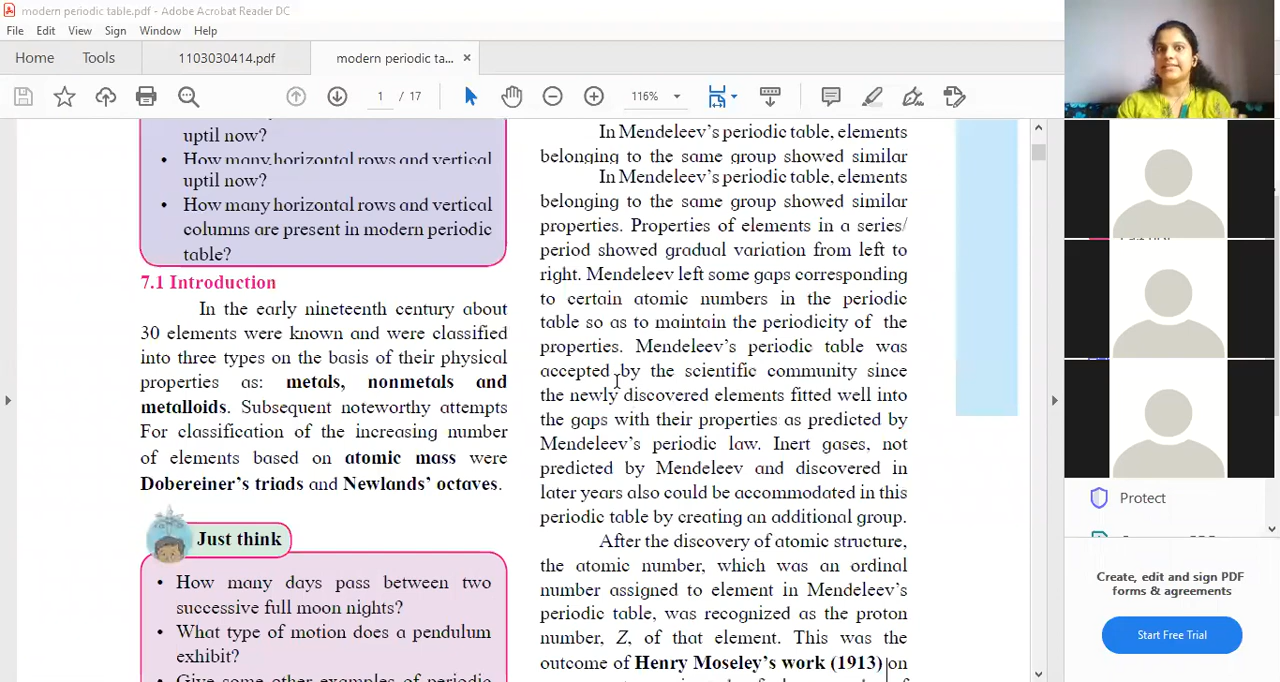 modern periodic table.pdf - Adobe Acrobat Reader DC
File Edit View Sign Window Help
Home Tools 1103030414.pdf modern periodic ta... ×
1 / 17 116%
uptil now?
• How many horizontal rows and vertical
uptil now?
• How many horizontal rows and vertical
columns are present in modern periodic
table?
7.1 Introduction
In the early nineteenth century about
30 elements were known and were classified
into three types on the basis of their physical
properties as: metals, nonmetals and
metalloids. Subsequent noteworthy attempts
For classification of the increasing number
of elements based on atomic mass were
Dobereiner's triads and Newlands' octaves.
Just think
• How many days pass between two
successive full moon nights?
• What type of motion does a pendulum
exhibit?
• Give some other examples of periodic
In Mendeleev's periodic table, elements
belonging to the same group showed similar
In Mendeleev's periodic table, elements
belonging to the same group showed similar
properties. Properties of elements in a series/
period showed gradual variation from left to
right. Mendeleev left some gaps corresponding
to certain atomic numbers in the periodic
table so as to maintain the periodicity of the
properties. Mendeleev's periodic table was
accepted by the scientific community since
the newly discovered elements fitted well into
the gaps with their properties as predicted by
Mendeleev's periodic law. Inert gases, not
predicted by Mendeleev and discovered in
later years also could be accommodated in this
periodic table by creating an additional group.
After the discovery of atomic structure,
the atomic number, which was an ordinal
number assigned to element in Mendeleev's
periodic table, was recognized as the proton
number, Z, of that element. This was the
outcome of Henry Moseley's work (1913) on
Protect
Create, edit and sign PDF
forms & agreements
Start Free Trial